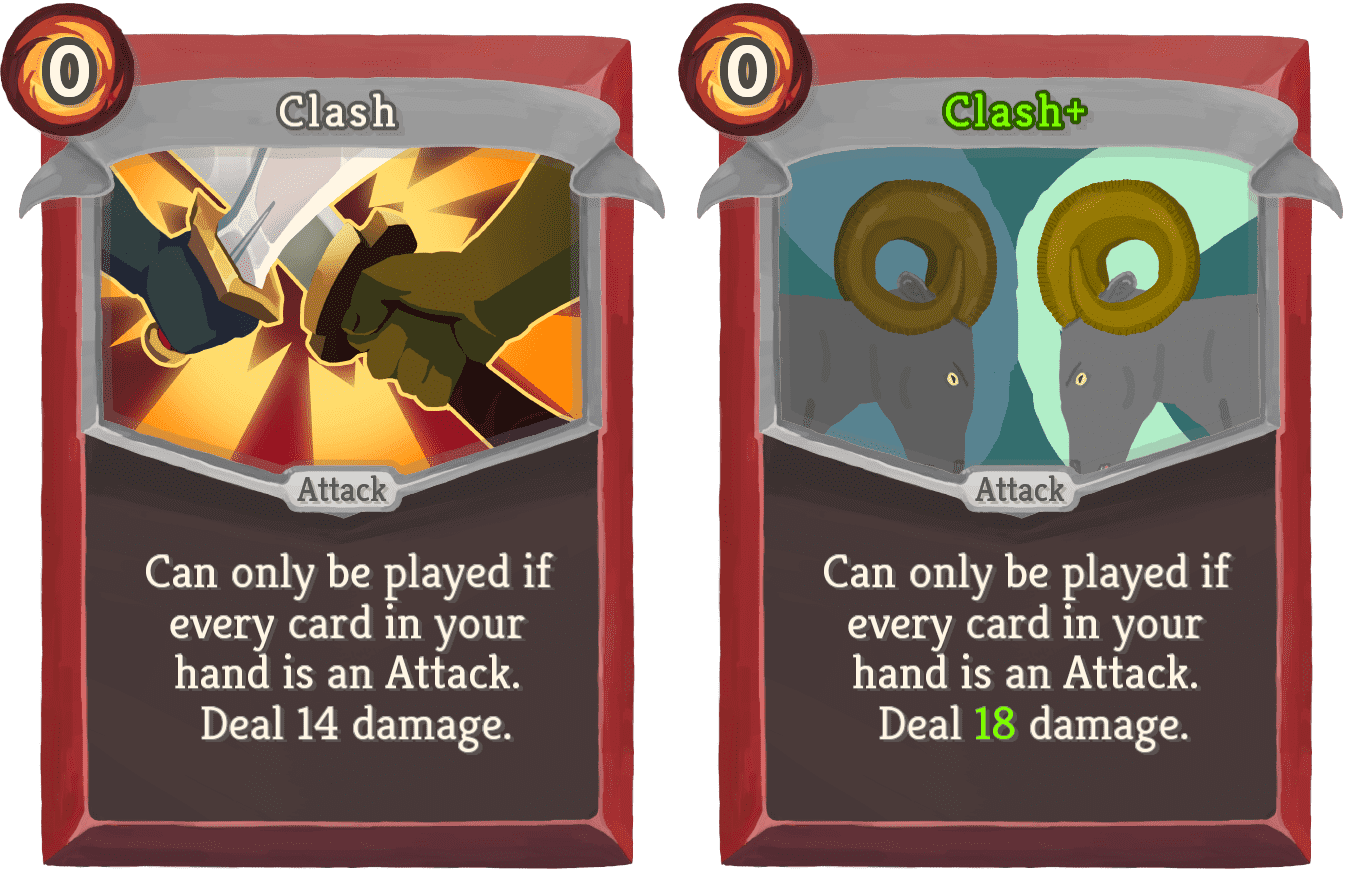 0
Clash
Attack
Can only be played if
every card in your
hand is an Attack.
Deal 14 damage.
0
Clash+
Attack
Can only be played if
every card in your
hand is an Attack.
Deal 18 damage.